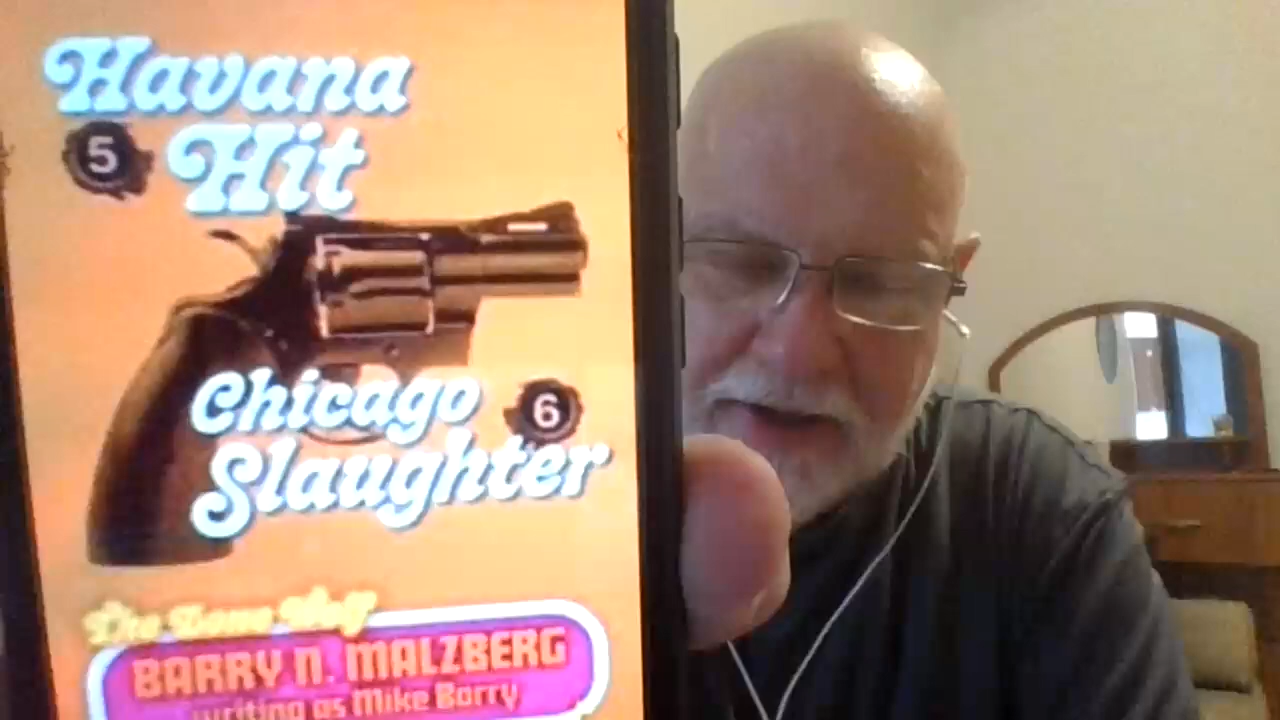 Havana
5 Hit
Chicago 6
Slaughter
The Lone Wolf
BARRY N. MALZBERG
writing as Mike Barry